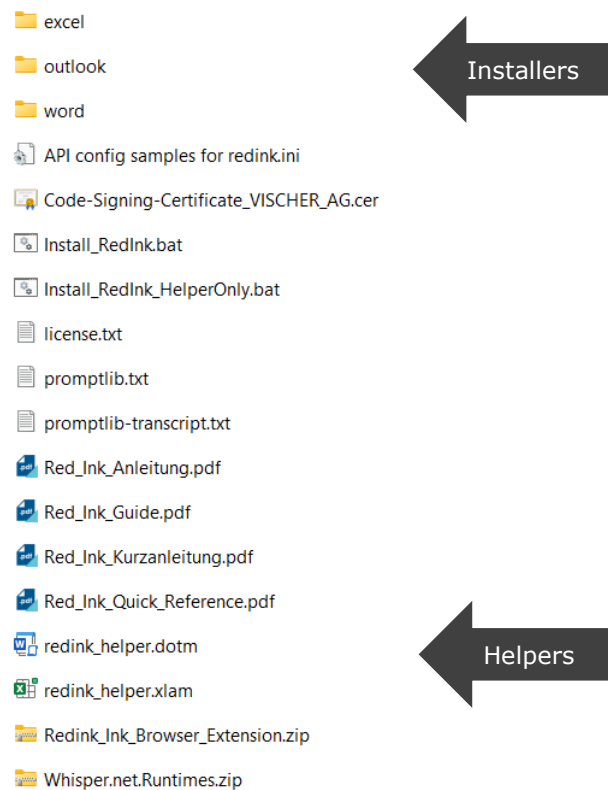 excel
outlook
Installers
word
API config samples for redink.ini
Code-Signing-Certificate_VISCHER_AG.cer
Install_RedInk.bat
Install_RedInk_HelperOnly.bat
license.txt
promptlib.txt
promptlib-transcript.txt
Red_Ink_Anleitung.pdf
Red_Ink_Guide.pdf
Red_Ink_Kurzanleitung.pdf
Red_Ink_Quick_Reference.pdf
redink_helper.dotm
Helpers
redink_helper.xlam
Redink_Ink_Browser_Extension.zip
Whisper.net.Runtimes.zip